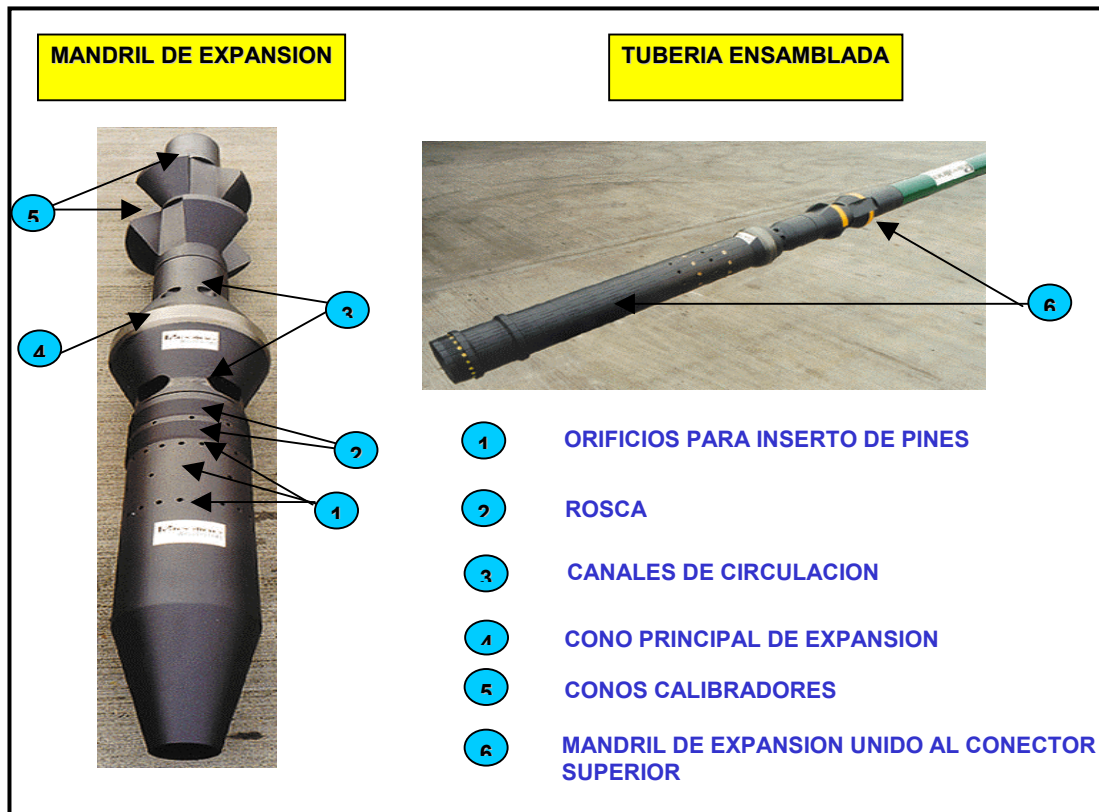 MANDRIL DE EXPANSION
TUBERIA ENSAMBLADA
5
3
4
2
1
6
1 ORIFICIOS PARA INSERTO DE PINES
2 ROSCA
3 CANALES DE CIRCULACION
4 CONO PRINCIPAL DE EXPANSION
5 CONOS CALIBRADORES
6 MANDRIL DE EXPANSION UNIDO AL CONECTOR
SUPERIOR